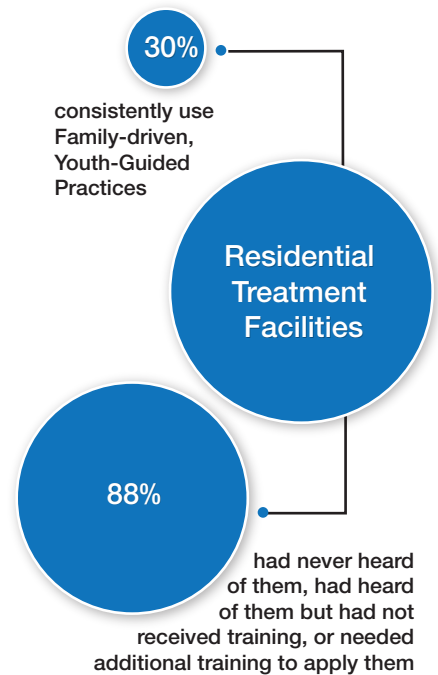 30%
consistently use
Family-driven,
Youth-Guided
Practices
Residential
Treatment
Facilities
88%
had never heard
of them, had heard
of them but had not
received training, or needed
additional training to apply them